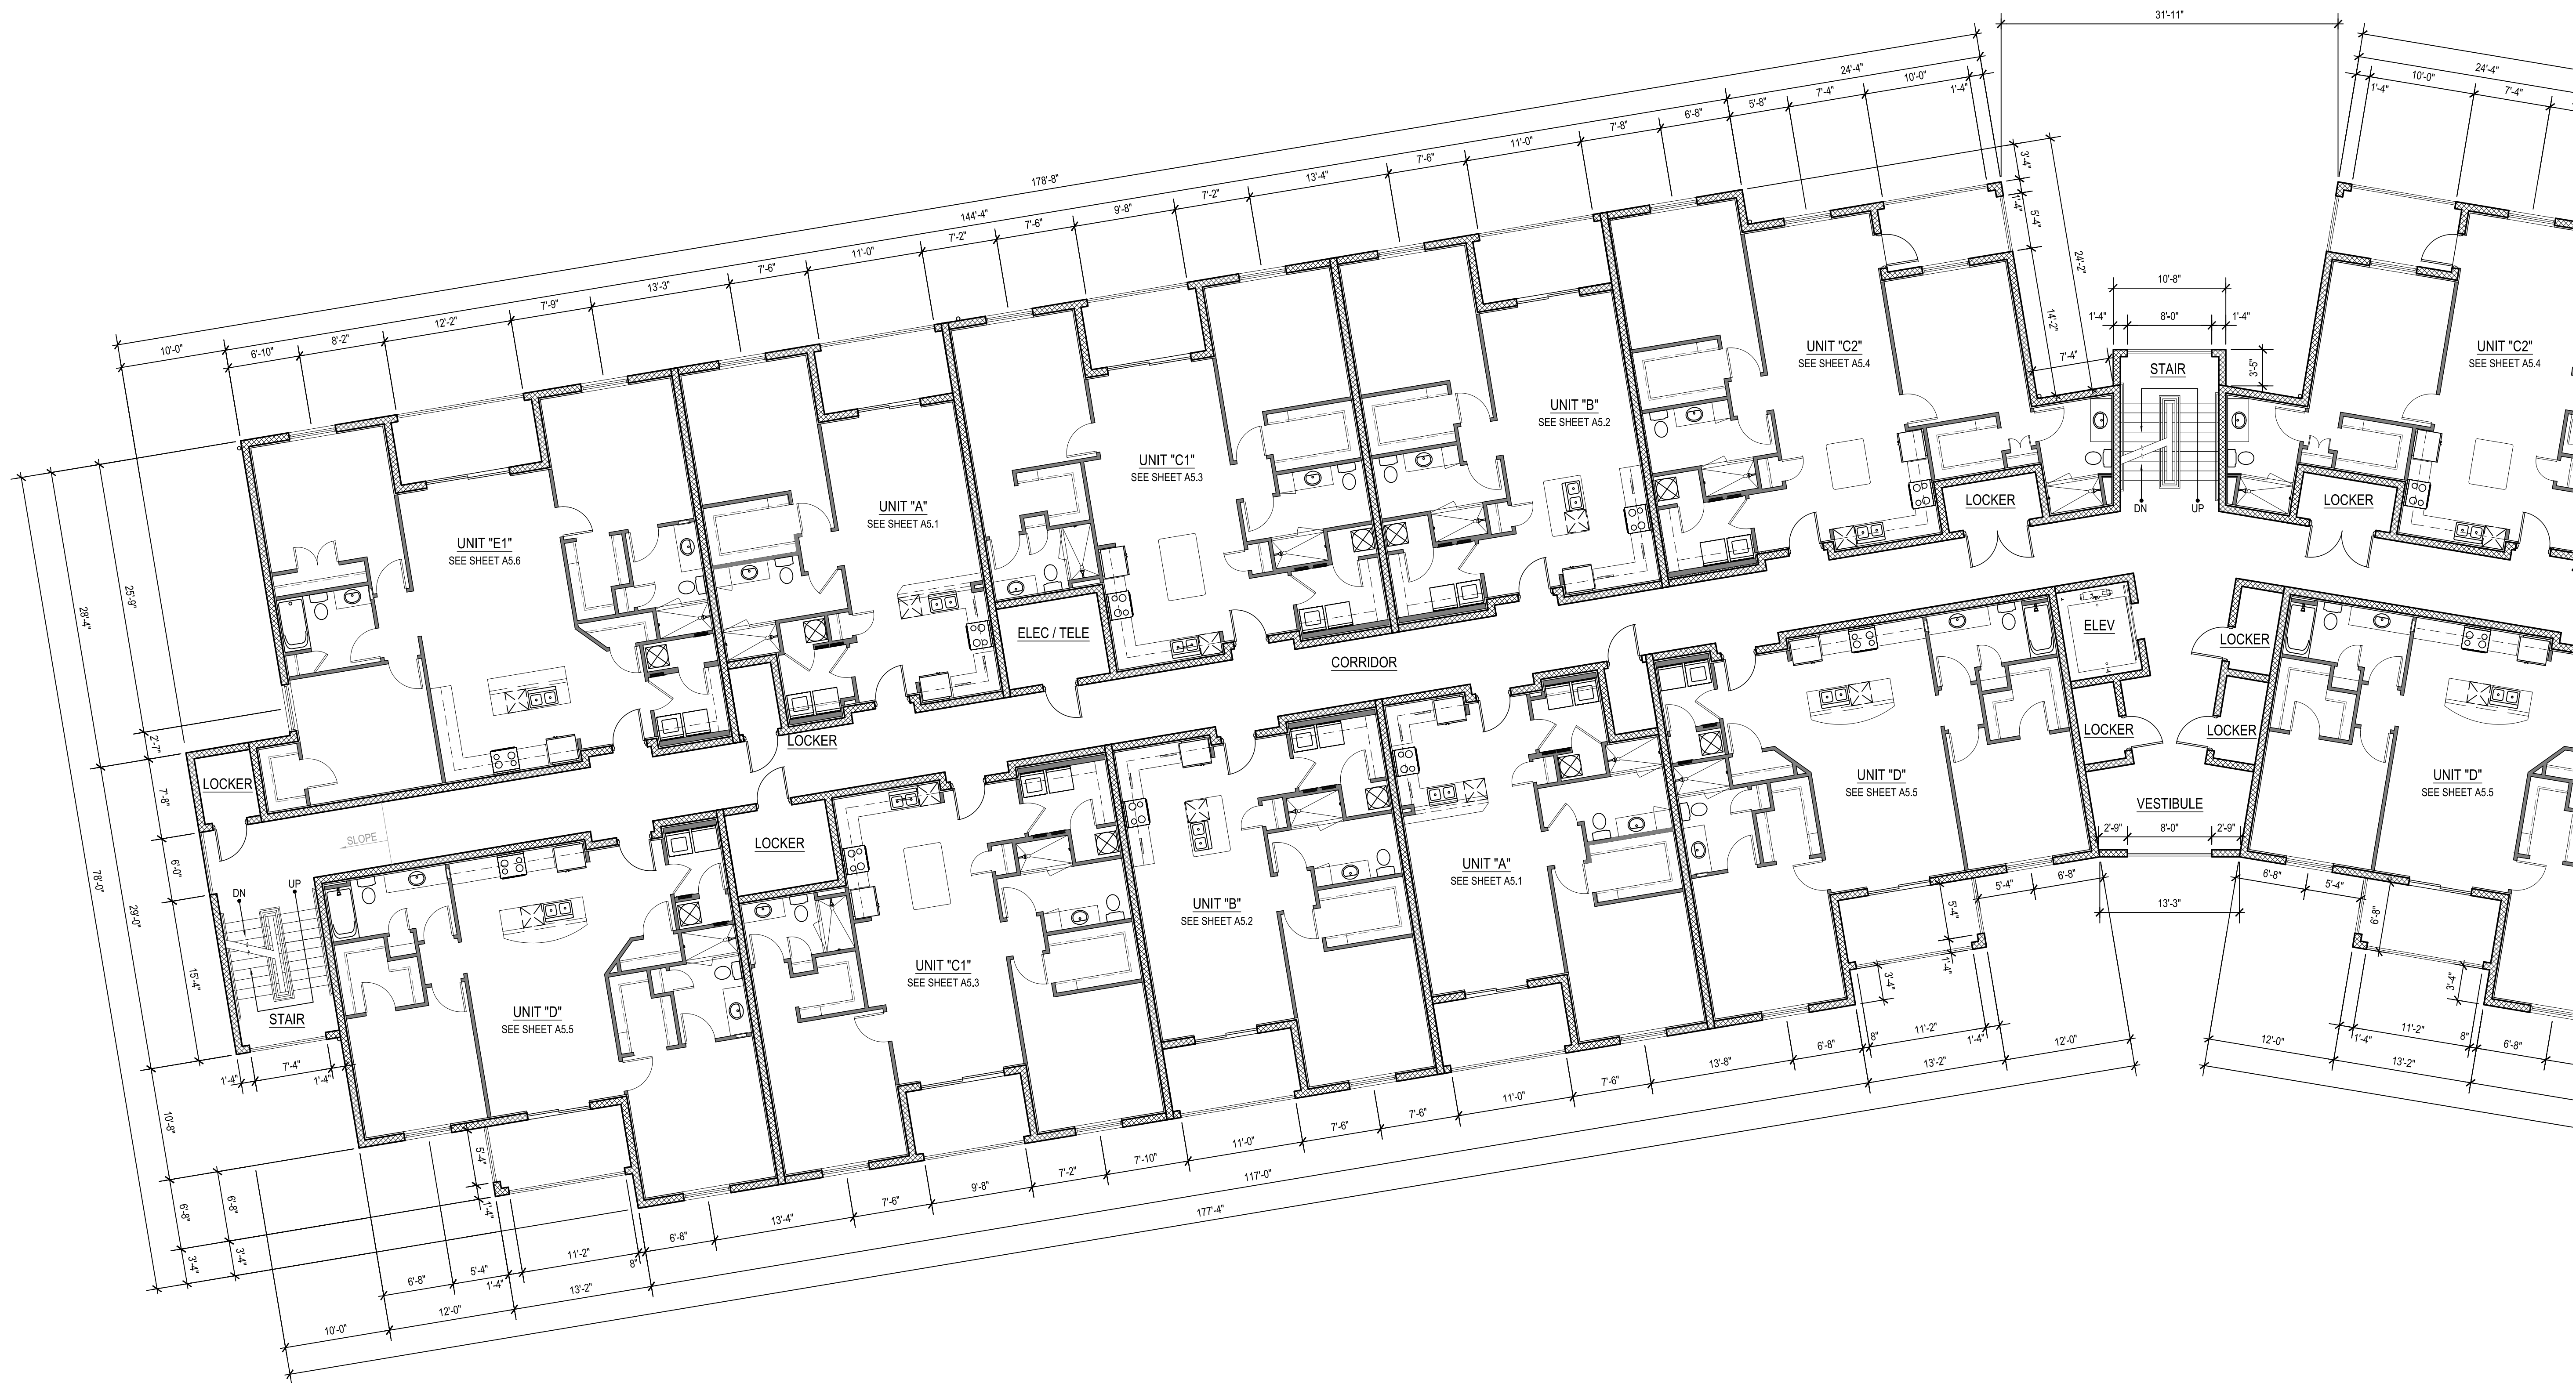 31'-11"
24'-4"
10'-0"
7'-4"
5'-8"
1'-4"
6'-8"
7'-8"
11'-0"
7'-6"
13'-4"
7'-2"
9'-8"
7'-6"
7'-2"
11'-0"
7'-6"
13'-3"
7'-9"
12'-2"
8'-2"
6'-10"
10'-0"
178'-8"
144'-4"
24'-4"
10'-0"
7'-4"
1'-4"
3'-4"
1'-4"
5'-4"
24'-2"
14'-2"
7'-4"
10'-8"
1'-4"
8'-0"
1'-4"
3'-5"
STAIR
DN
UP
UNIT "C2"
SEE SHEET A5.4
UNIT "C2"
SEE SHEET A5.4
UNIT "B"
SEE SHEET A5.2
UNIT "C1"
SEE SHEET A5.3
UNIT "A"
SEE SHEET A5.1
UNIT "E1"
SEE SHEET A5.6
LOCKER
LOCKER
ELEC / TELE
CORRIDOR
LOCKER
LOCKER
LOCKER
ELEV
LOCKER
LOCKER
LOCKER
VESTIBULE
2'-9"
8'-0"
2'-9"
SLOPE
DN
UP
STAIR
UNIT "D"
SEE SHEET A5.5
UNIT "C1"
SEE SHEET A5.3
UNIT "B"
SEE SHEET A5.2
UNIT "A"
SEE SHEET A5.1
UNIT "D"
SEE SHEET A5.5
UNIT "D"
SEE SHEET A5.5
25'-9"
28'-4"
2'-7"
7'-8"
6'-0"
78'-0"
29'-0"
15'-4"
10'-8"
6'-8"
6'-8"
3'-4"
3'-4"
1'-4"
7'-4"
1'-4"
5'-4"
1'-4"
6'-8"
5'-4"
1'-4"
11'-2"
8"
10'-0"
12'-0"
13'-2"
6'-8"
13'-4"
7'-6"
9'-8"
7'-2"
7'-10"
11'-0"
7'-6"
7'-6"
11'-0"
7'-6"
13'-8"
6'-8"
8"
11'-2"
1'-4"
13'-2"
12'-0"
117'-0"
177'-4"
5'-4"
1'-4"
3'-4"
5'-4"
6'-8"
13'-3"
6'-8"
5'-4"
6'-8"
3'-4"
12'-0"
1'-4"
11'-2"
8"
6'-8"
13'-2"